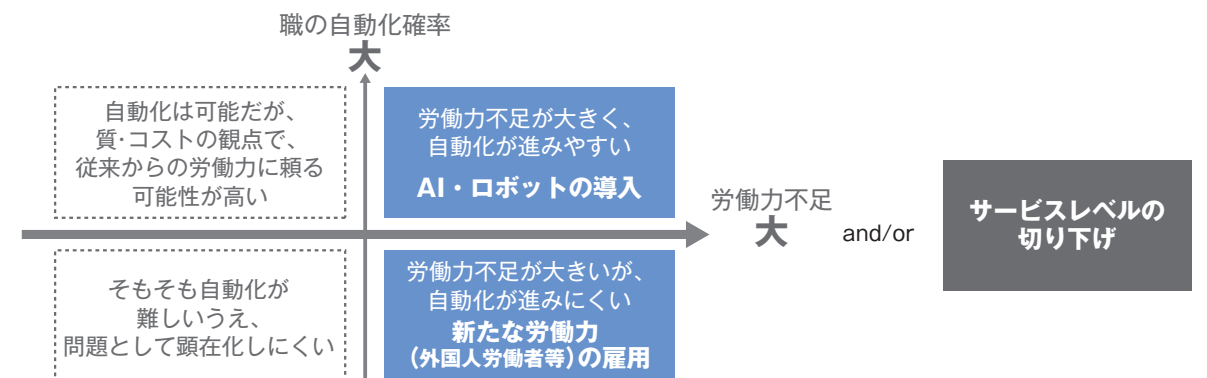 職の自動化確率
大
自動化は可能だが、
質･コストの観点で、
従来からの労働力に頼る
可能性が高い
労働力不足が大きく、
自動化が進みやすい
AI・ロボットの導入
労働力不足
大
and/or
サービスレベルの
切り下げ
そもそも自動化が
難しいうえ、
問題として顕在化しにくい
労働力不足が大きいが、
自動化が進みにくい
新たな労働力
（外国人労働者等）の雇用